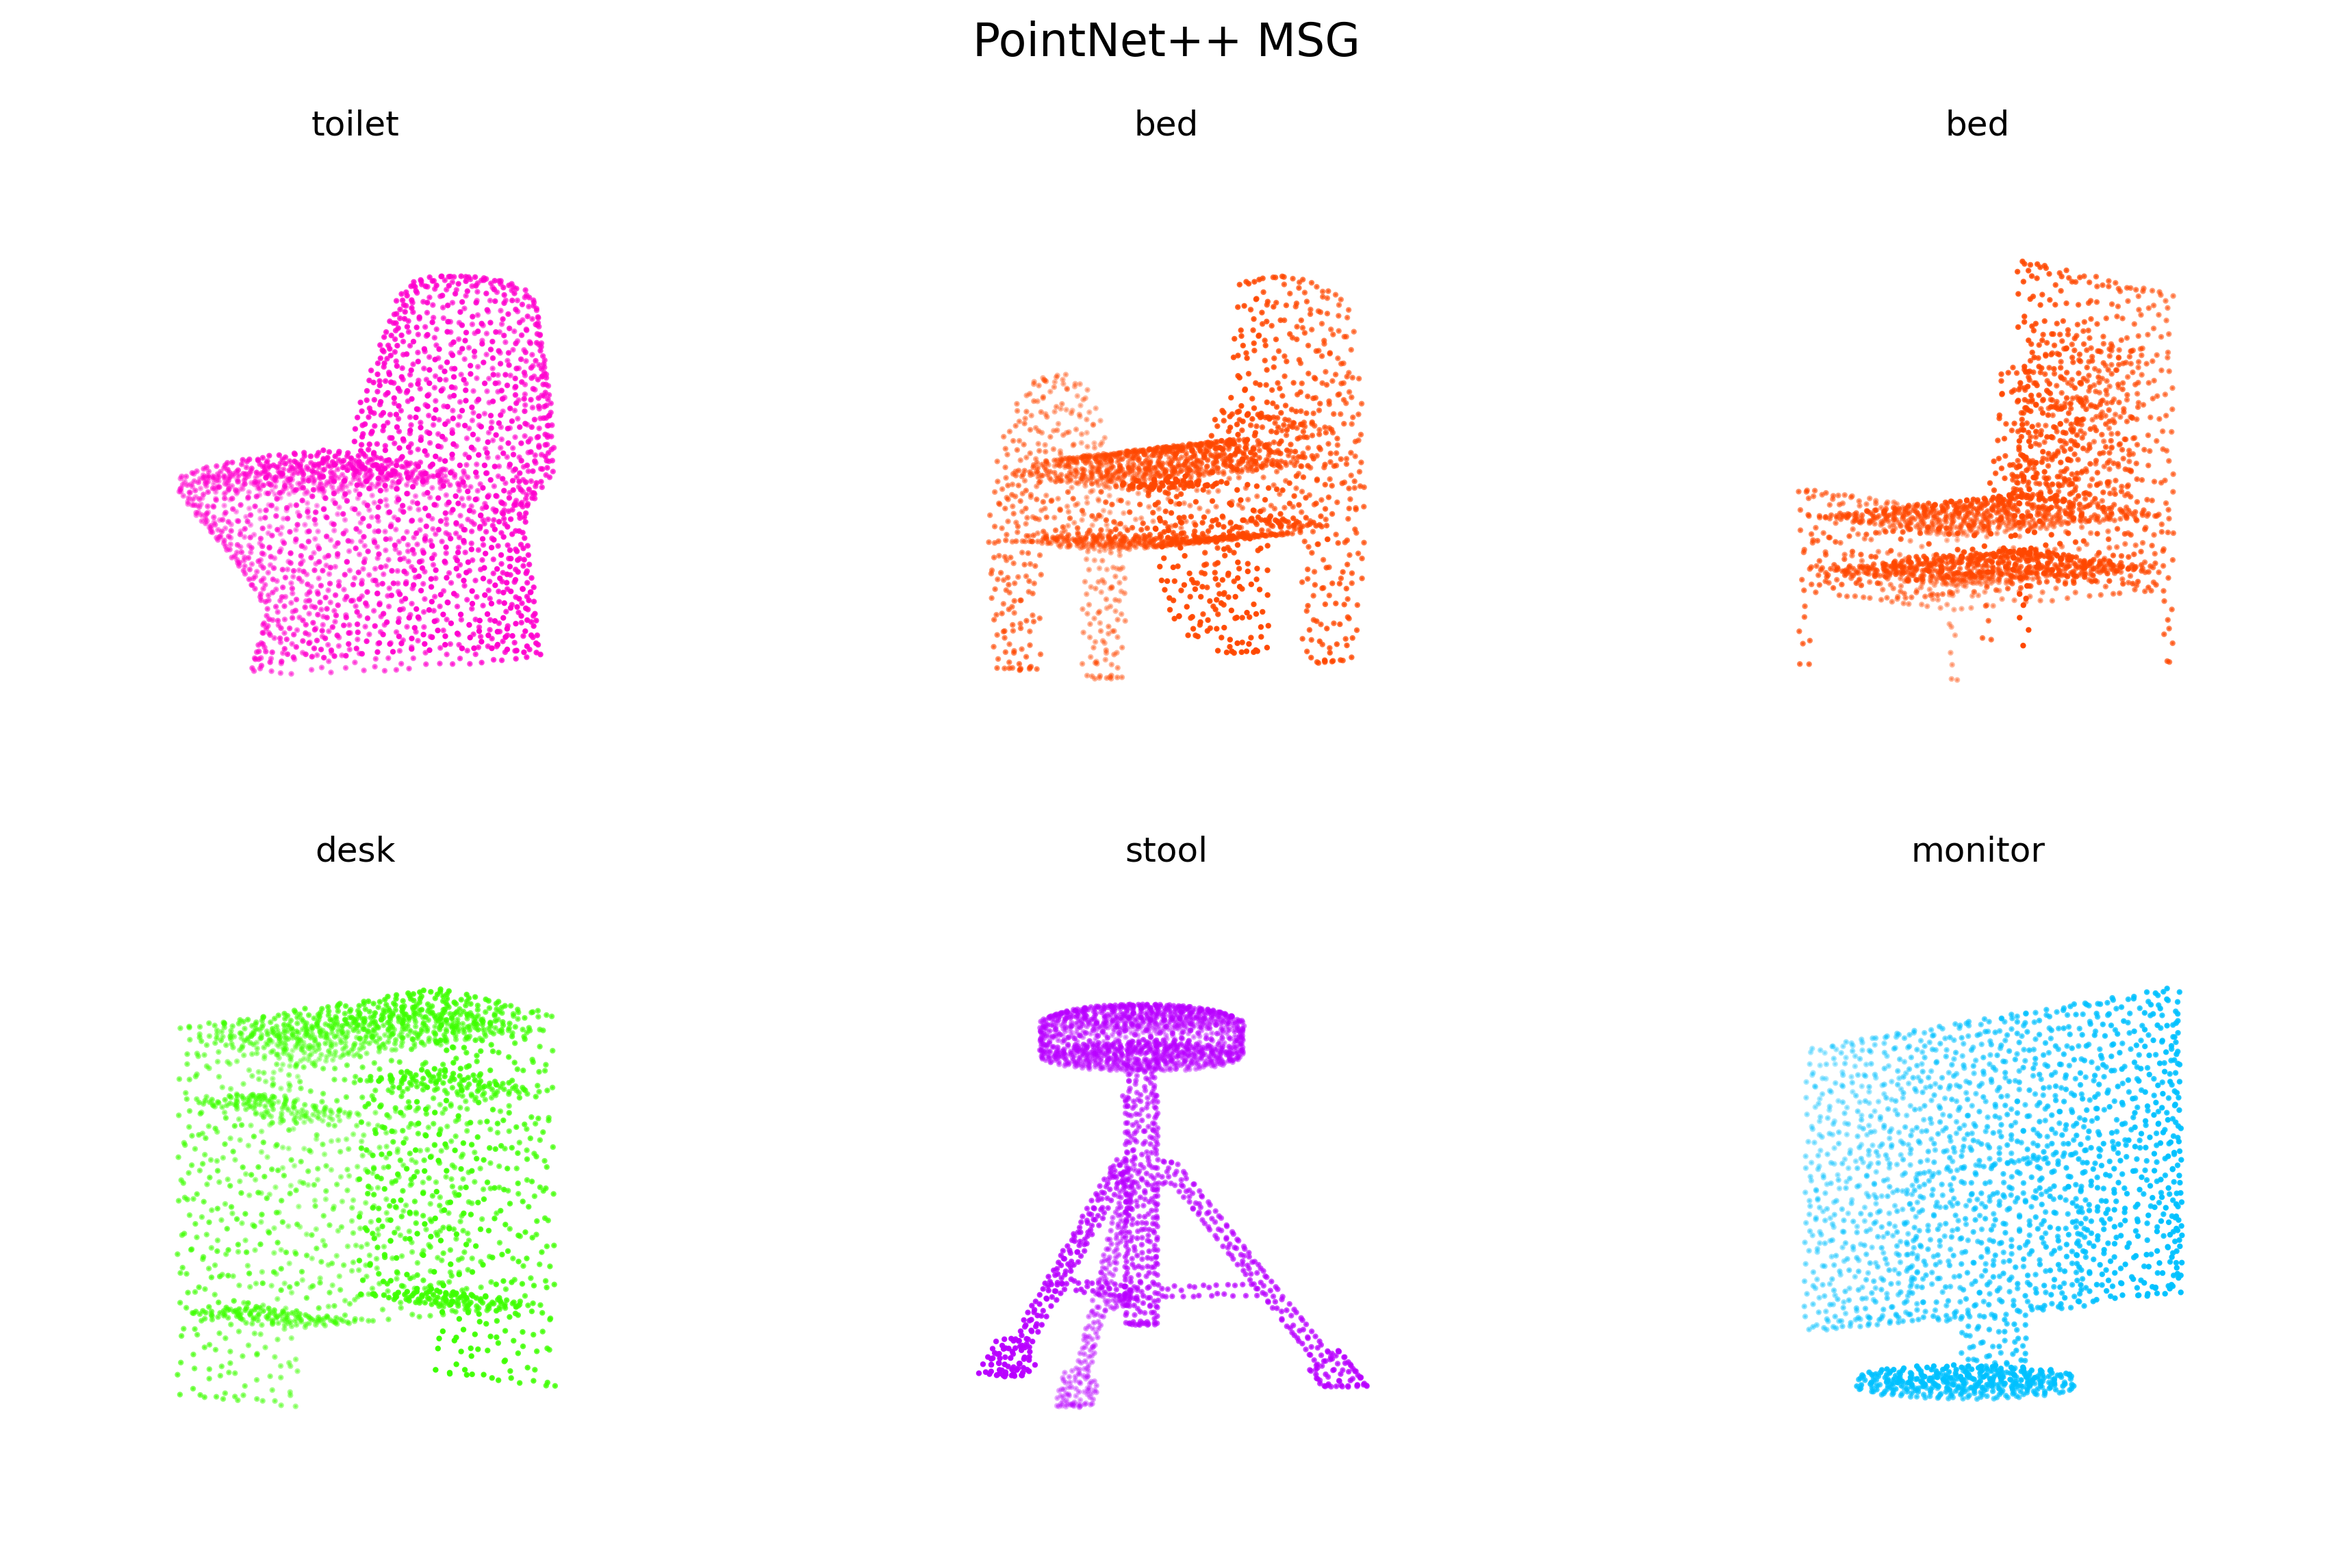 PointNet++ MSG
toilet
bed
bed
desk
stool
monitor